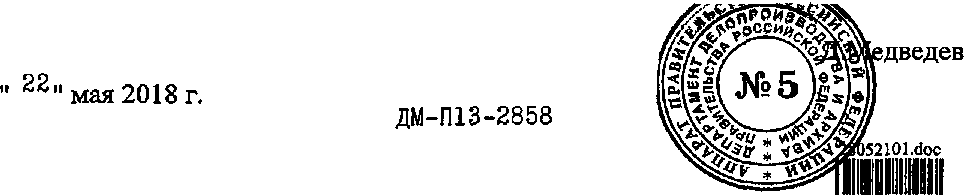 Д.Медведев
" 22 " мая 2018 г.
ДМ-П13-2858
АППАРАТ ПРАВИТЕЛЬСТВА РОССИЙСКОЙ ФЕДЕРАЦИИ *
ДЕПАРТАМЕНТ ДЕЛОПРОИЗВОДСТВА И АРХИВА *
ПРАВИТЕЛЬСТВА РОССИЙСКОЙ ФЕДЕРАЦИИ *
№ 5
052101.doc